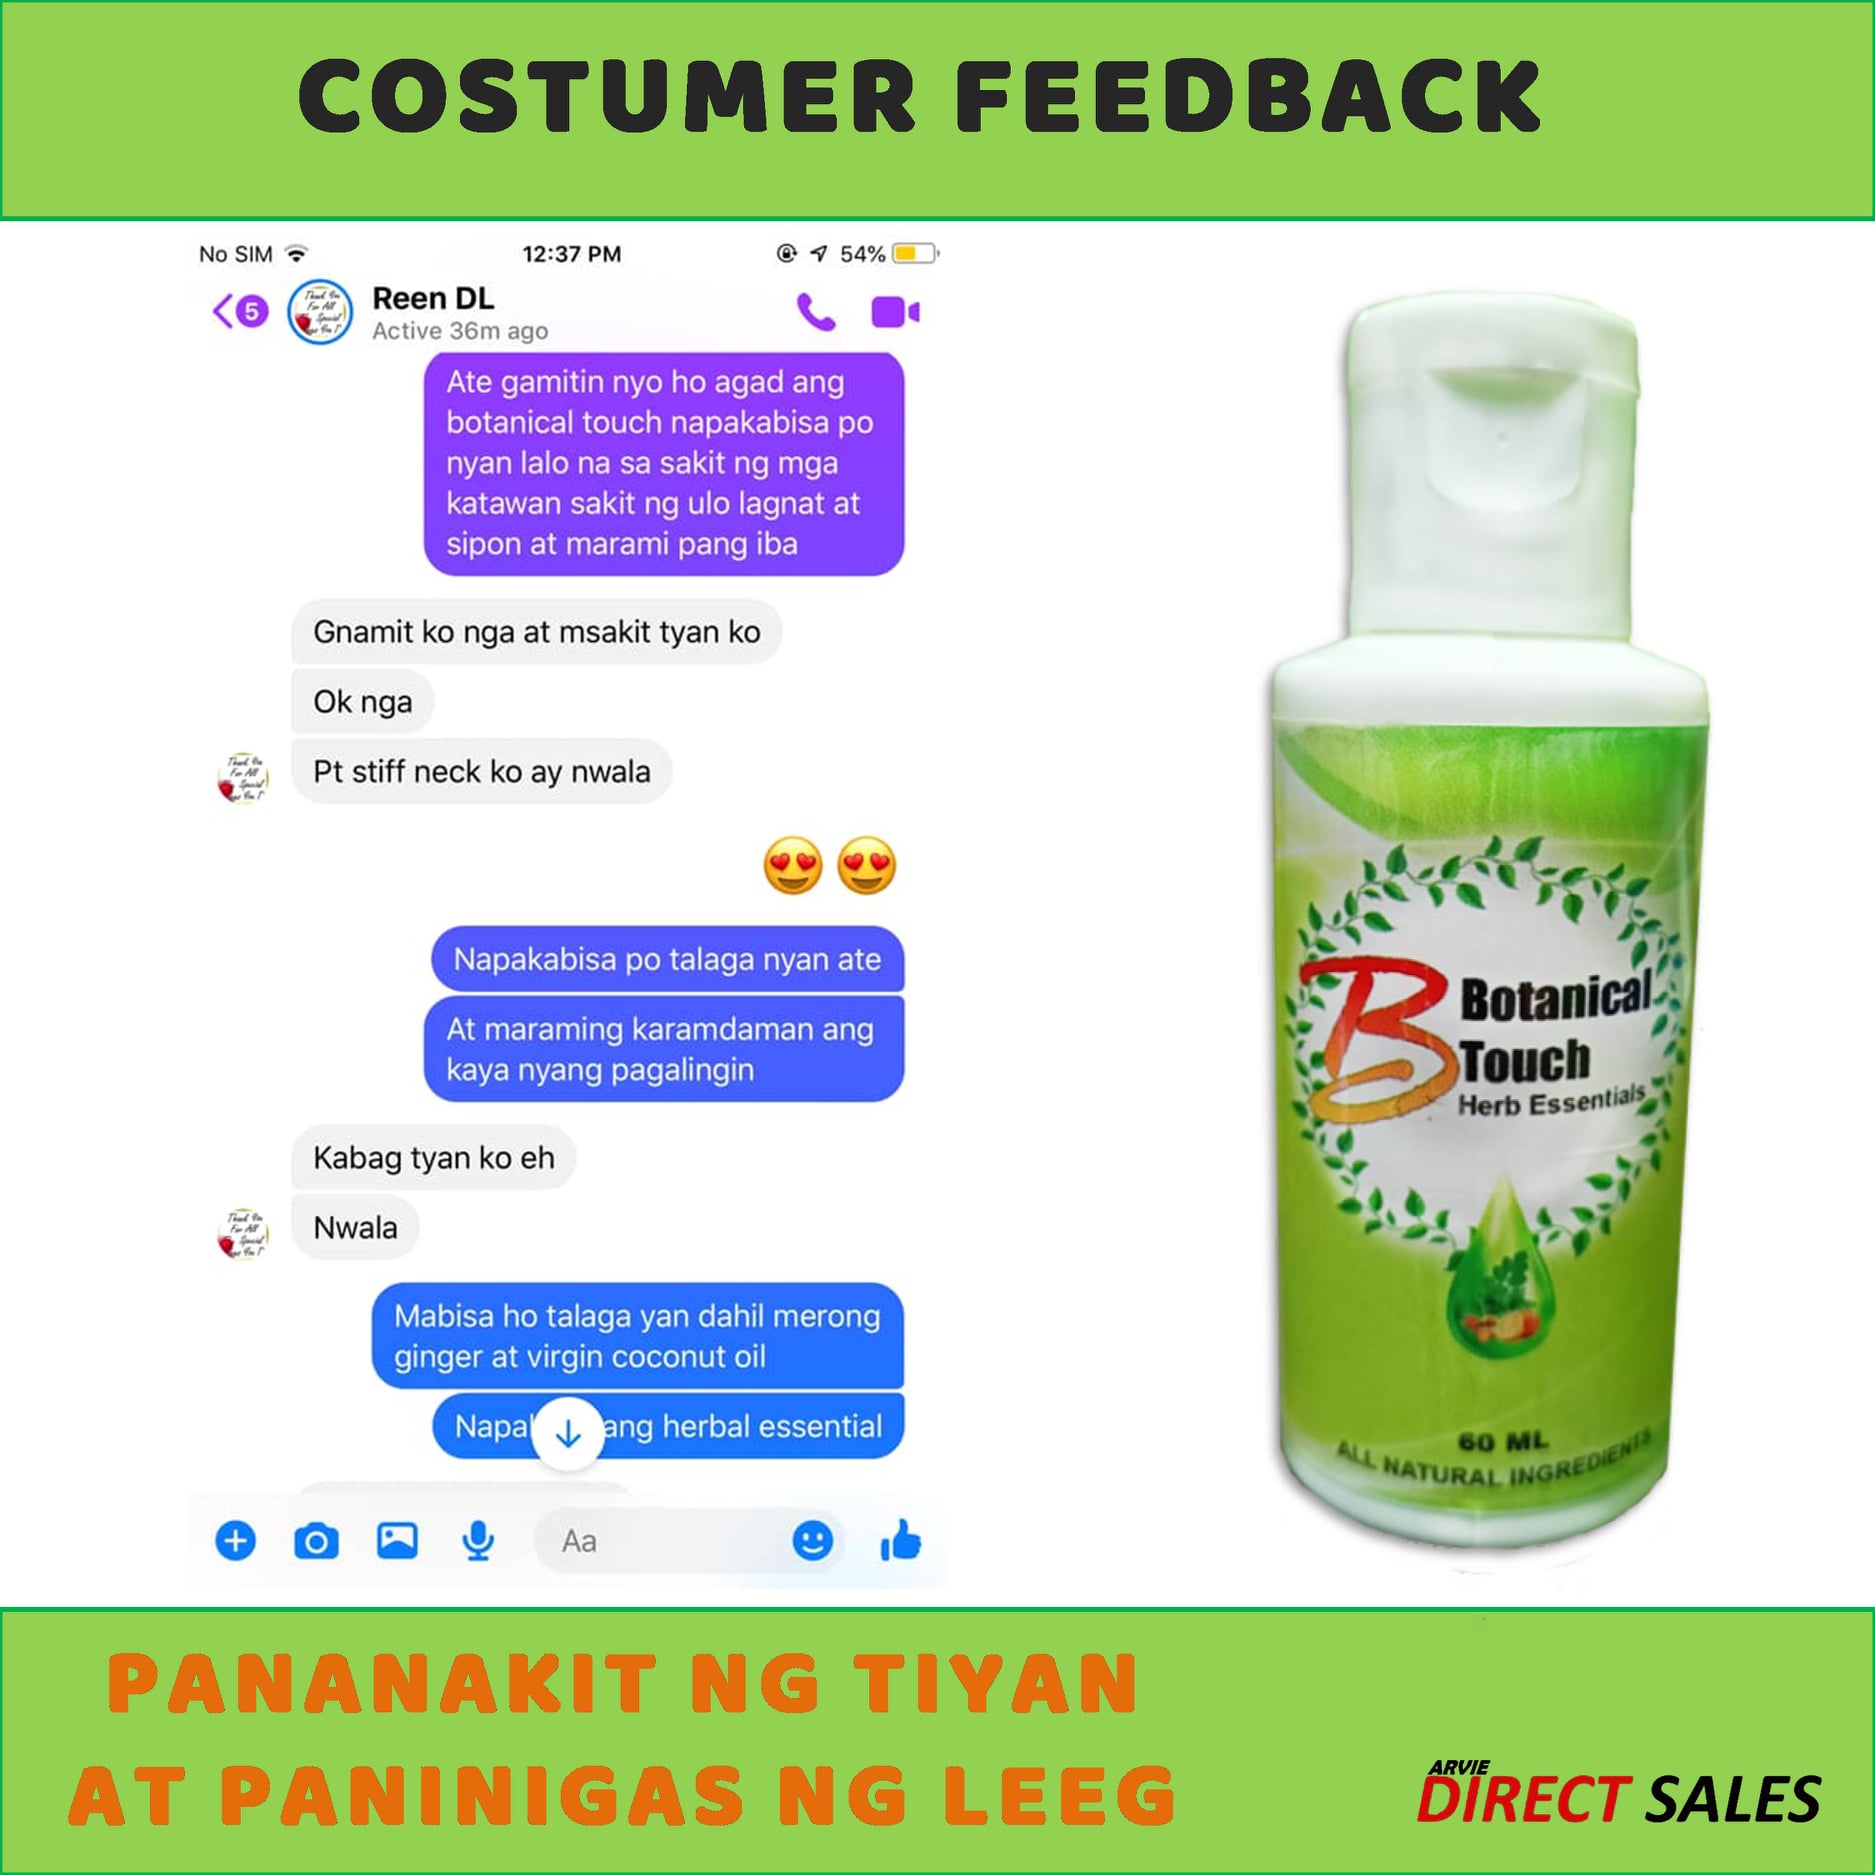 COSTUMER FEEDBACK
No SIM
12:37 PM
54%
5
Reen DL
Active 36m ago
Ate gamitin nyo ho agad ang
botanical touch napakabisa po
nyan lalo na sa sakit ng mga
katawan sakit ng ulo lagnat at
sipon at marami pang iba
Gnamit ko nga at msakit tyan ko
Ok nga
Pt stiff neck ko ay nwala
Napakabisa po talaga nyan ate
At maraming karamdaman ang
kaya nyang pagalingin
Kabag tyan ko eh
Nwala
Mabisa ho talaga yan dahil merong
ginger at virgin coconut oil
ang herbal essential
Aa
B Botanical
Touch
Herb Essentials
60 ML
ALL NATURAL INGREDIENTS
PANANAKIT NG TIYAN
AT PANINIGAS NG LEEG
ARVIE
DIRECT SALES